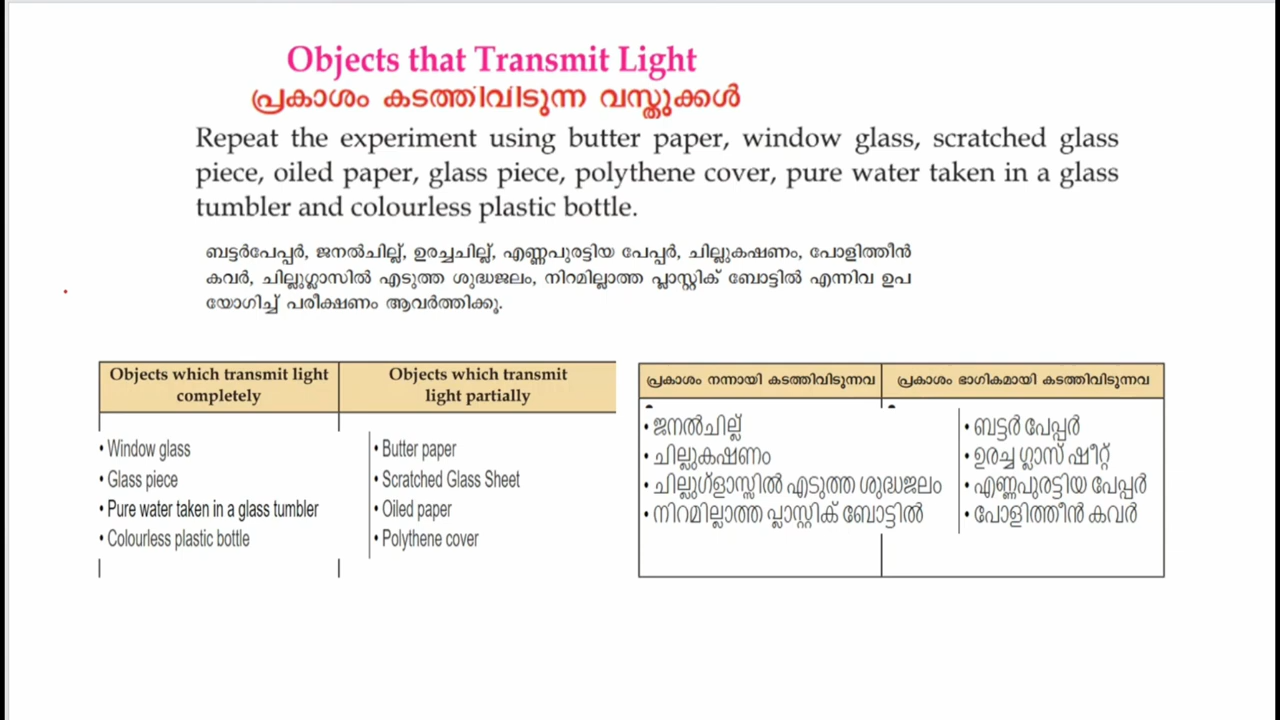 Objects that Transmit Light
പ്രകാശം കടത്തിവിടുന്ന വസ്തുക്കൾ
Repeat the experiment using butter paper, window glass, scratched glass
piece, oiled paper, glass piece, polythene cover, pure water taken in a glass
tumbler and colourless plastic bottle.
ബട്ടർപേപ്പർ, ജനൽചില്ല്, ഉരച്ചചില്ല്, എണ്ണപുരട്ടിയ പേപ്പർ, ചില്ലുകഷണം, പോളിത്തീൻ
കവർ, ചില്ലുഗ്ലാസിൽ എടുത്ത ശുദ്ധജലം, നിറമില്ലാത്ത പ്ലാസ്റ്റിക് ബോട്ടിൽ എന്നിവ ഉപ
യോഗിച്ച് പരീക്ഷണം ആവർത്തിക്കൂ.
Objects which transmit light
completely
• Window glass
• Glass piece
• Pure water taken in a glass tumbler
• Colourless plastic bottle
Objects which transmit
light partially
• Butter paper
• Scratched Glass Sheet
• Oiled paper
• Polythene cover
പ്രകാശം നന്നായി കടത്തിവിടുന്നവ
• ജനൽചില്ല്
• ചില്ലുകഷണം
• ചില്ലുഗ്ളാസ്സിൽ എടുത്ത ശുദ്ധജലം
• നിറമില്ലാത്ത പ്ലാസ്റ്റിക് ബോട്ടിൽ
പ്രകാശം ഭാഗികമായി കടത്തിവിടുന്നവ
• ബട്ടർ പേപ്പർ
• ഉരച്ച ഗ്ലാസ് ഷീറ്റ്
• എണ്ണപുരട്ടിയ പേപ്പർ
• പോളിത്തീൻ കവർ